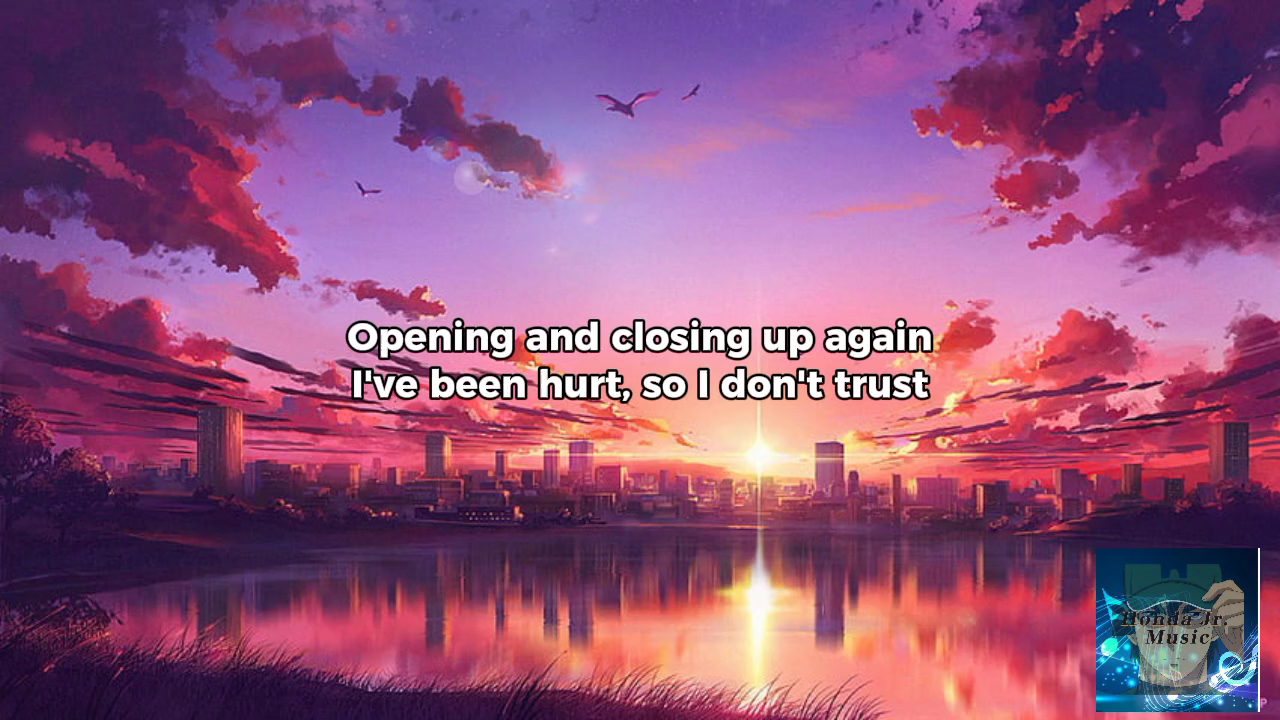 Opening and closing up again
I've been hurt, so I don't trust
Honda Jr.
Music